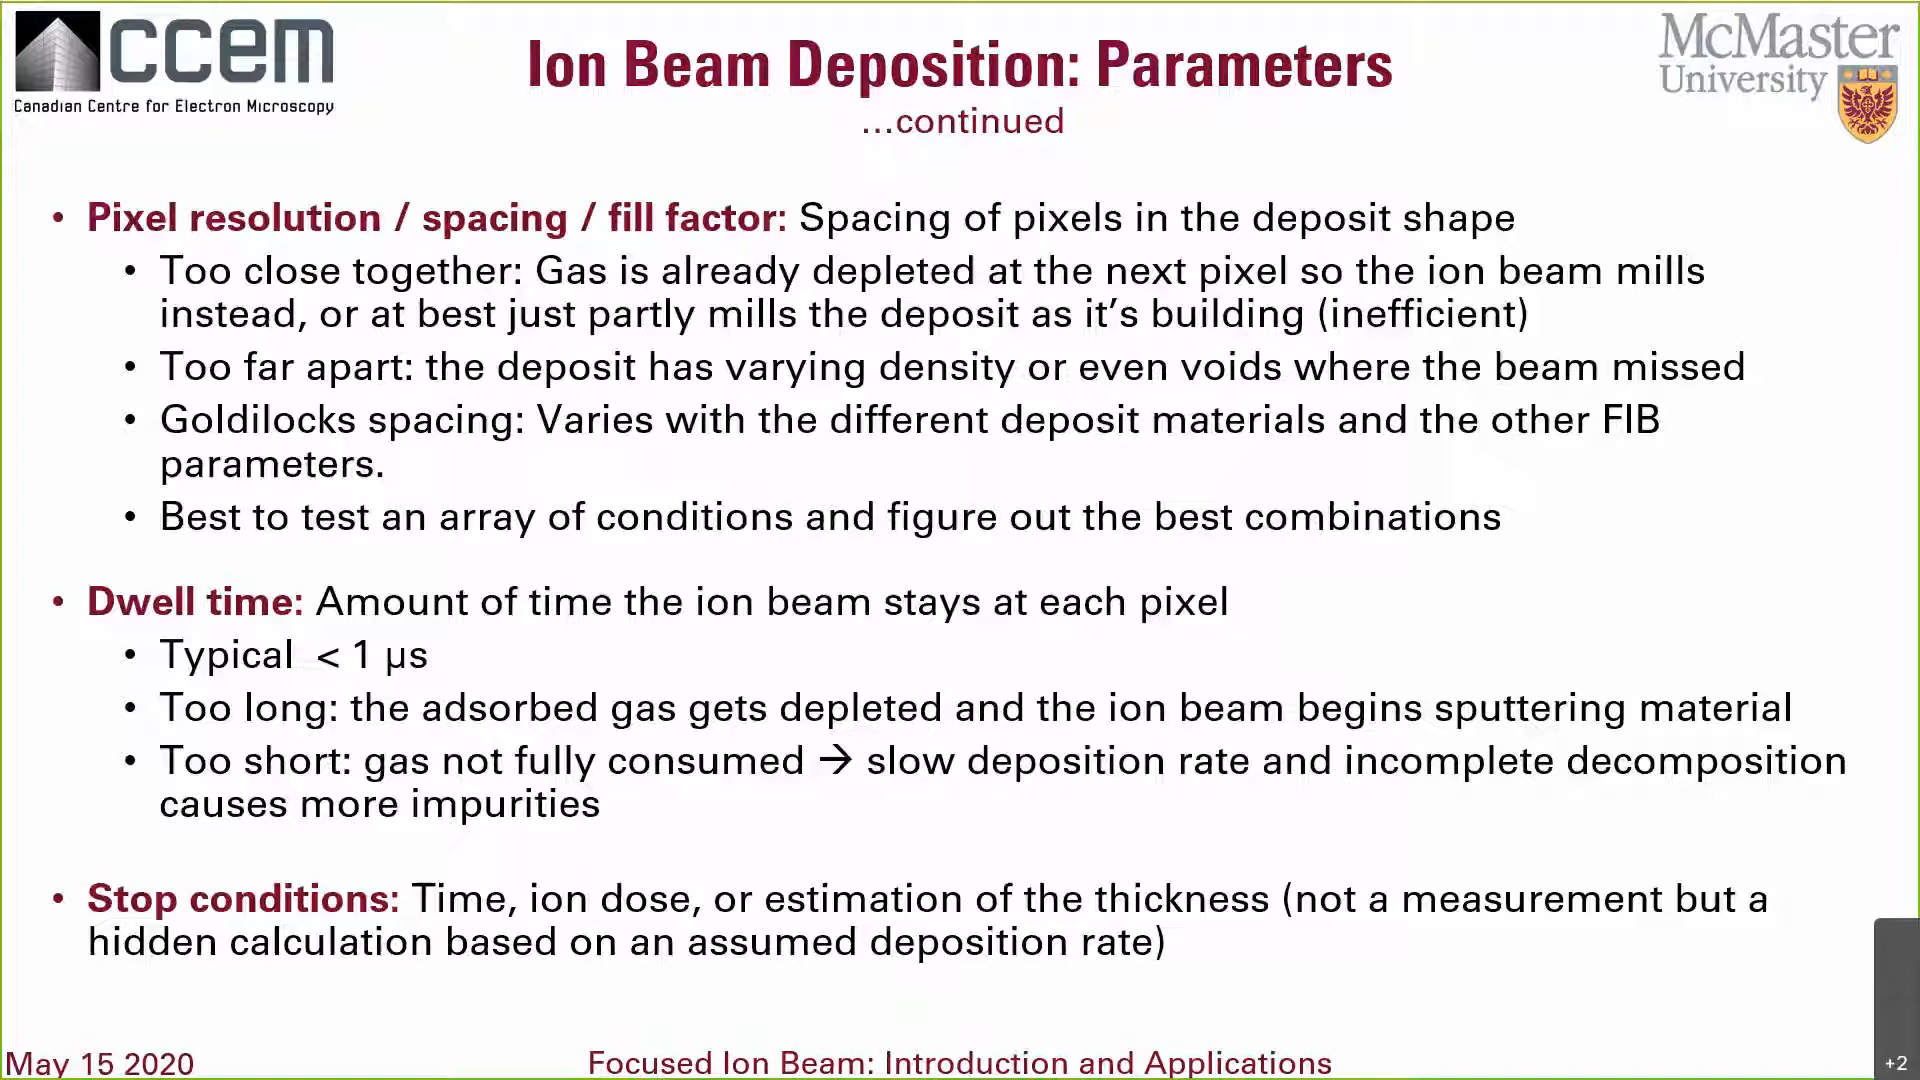 ccem
Canadian Centre for Electron Microscopy
Ion Beam Deposition: Parameters
...continued
McMaster
University
• Pixel resolution / spacing / fill factor: Spacing of pixels in the deposit shape
• Too close together: Gas is already depleted at the next pixel so the ion beam mills
instead, or at best just partly mills the deposit as it’s building (inefficient)
• Too far apart: the deposit has varying density or even voids where the beam missed
• Goldilocks spacing: Varies with the different deposit materials and the other FIB
parameters.
• Best to test an array of conditions and figure out the best combinations
• Dwell time: Amount of time the ion beam stays at each pixel
• Typical < 1 µs
• Too long: the adsorbed gas gets depleted and the ion beam begins sputtering material
• Too short: gas not fully consumed → slow deposition rate and incomplete decomposition
causes more impurities
• Stop conditions: Time, ion dose, or estimation of the thickness (not a measurement but a
hidden calculation based on an assumed deposition rate)
May 15 2020
Focused Ion Beam: Introduction and Applications
+2